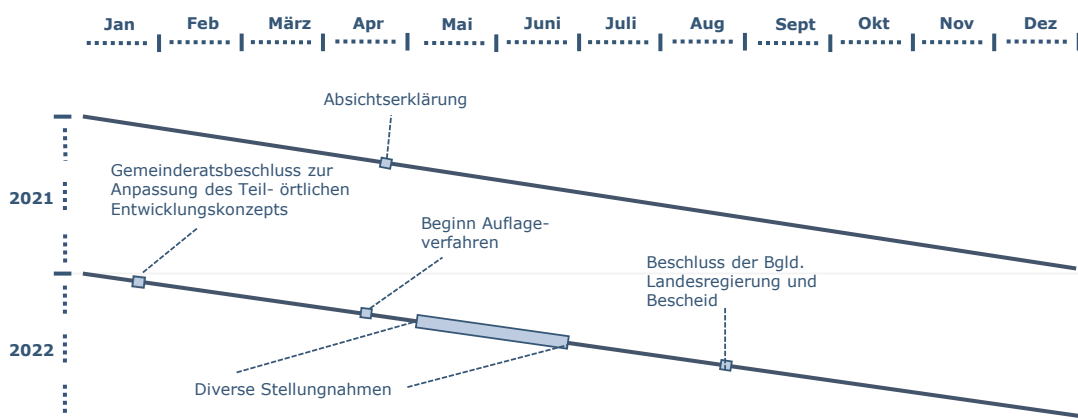 Jan Feb März Apr Mai Juni Juli Aug Sept Okt Nov Dez
Absichtserklärung
Gemeinderatsbeschluss zur
Anpassung des Teil- örtlichen
Entwicklungskonzepts
2021
Beginn Auflage-
verfahren
Beschluss der Bgld.
Landesregierung und
Bescheid
2022
Diverse Stellungnahmen